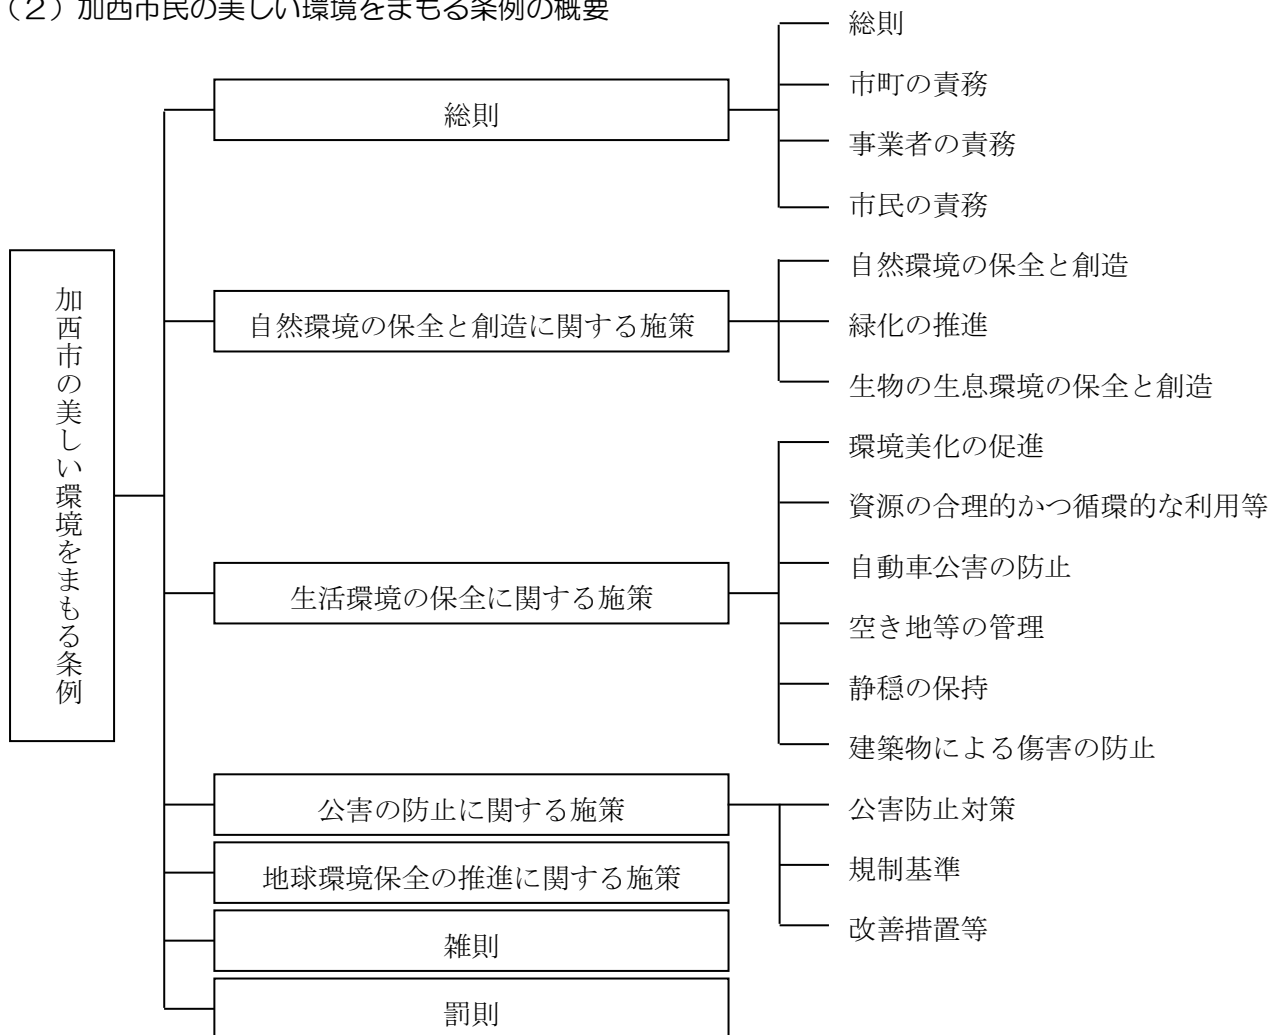 （２）加西市民の美しい環境をまもる条例の概要
加西市の美しい環境をまもる条例
総則
総則
市町の責務
事業者の責務
市民の責務
自然環境の保全と創造に関する施策
自然環境の保全と創造
緑化の推進
生物の生息環境の保全と創造
生活環境の保全に関する施策
環境美化の促進
資源の合理的かつ循環的な利用等
自動車公害の防止
空き地等の管理
静穏の保持
建築物による傷害の防止
公害の防止に関する施策
公害防止対策
規制基準
改善措置等
地球環境保全の推進に関する施策
雑則
罰則